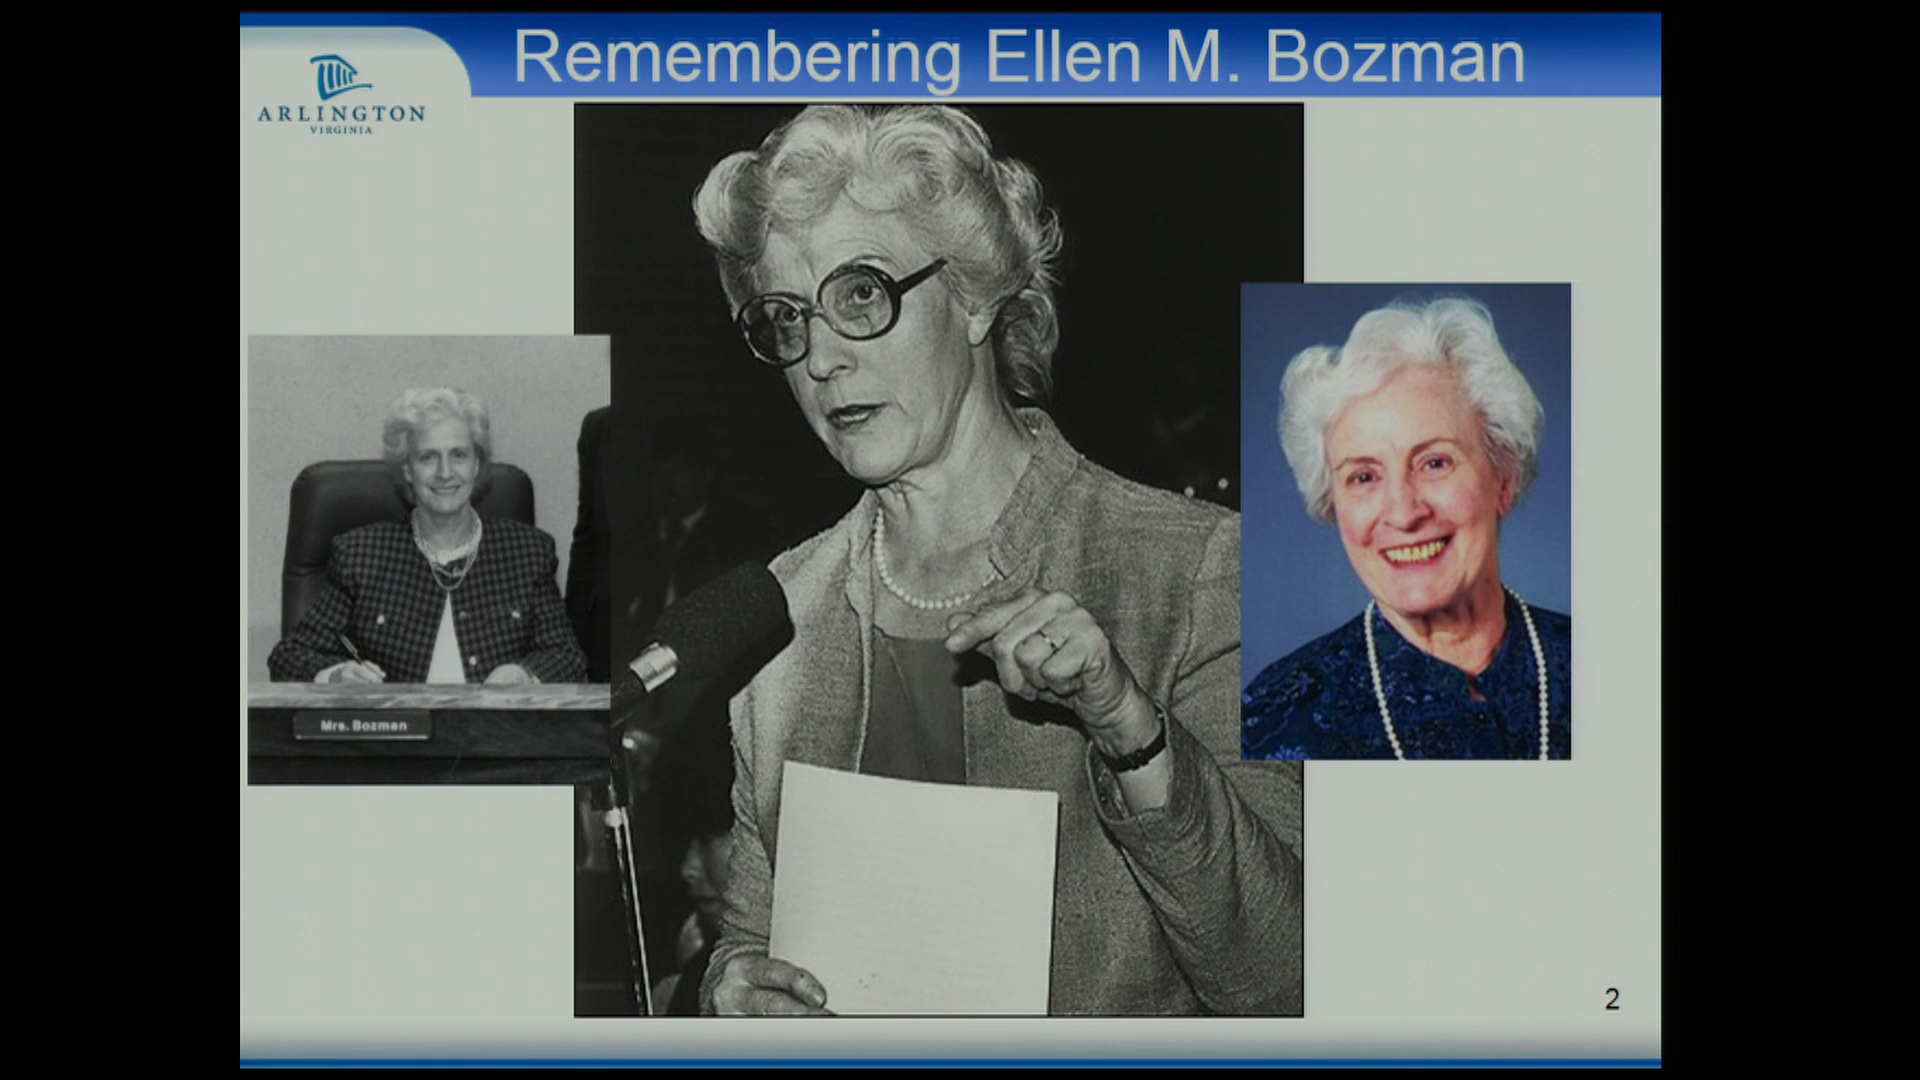 Remembering Ellen M. Bozman
ARLINGTON
VIRGINIA
Mrs. Bozman
2